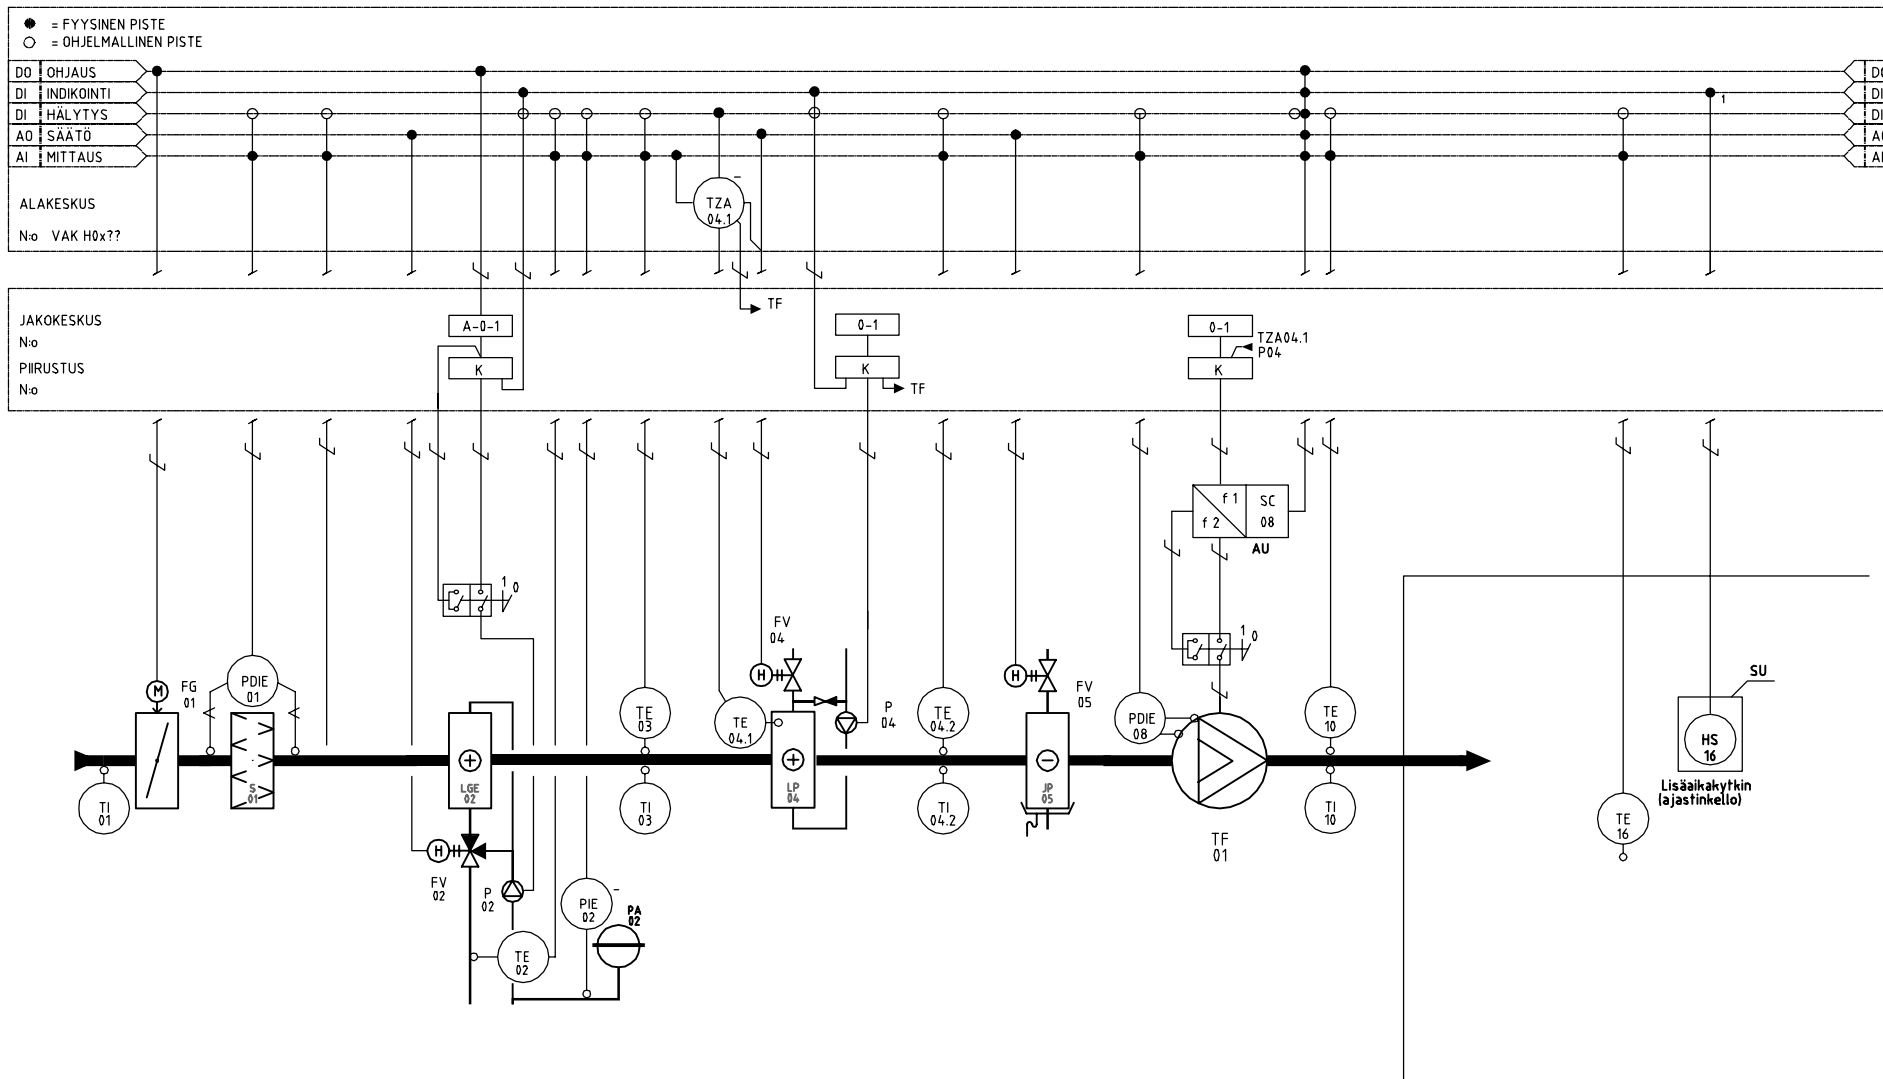 = FYYSINEN PISTE
= OHJELMALLINEN PISTE
DO OHJAUS
DI INDIKOINTI
DI HÄLYTYS
AO SÄÄTÖ
AI MITTAUS
DO
DI
DI
1
ALAKESKUS
N:o VAK H0x??
TZA
04.1
-
TF
JAKOKESKUS
N:o
PIIRUSTUS
N:o
A-0-1
K
0-1
K
TF
0-1
K
TZA04.1
P04
f 1
f 2
SC
08
AU
1 0
1 0
M
FG
01
PDIE
01
S
01
TI
01
LGE
02
H
FV
02
P
02
TE
02
PIE
02
-
PA
02
TE
03
TI
03
TE
04.1
H
FV
04
P
04
LP
04
TE
04.2
TI
04.2
H
FV
05
JP
05
PDIE
08
TF
01
TE
10
TI
10
TE
16
SU
HS
16
Lisäaikakytkin
(ajastinkello)